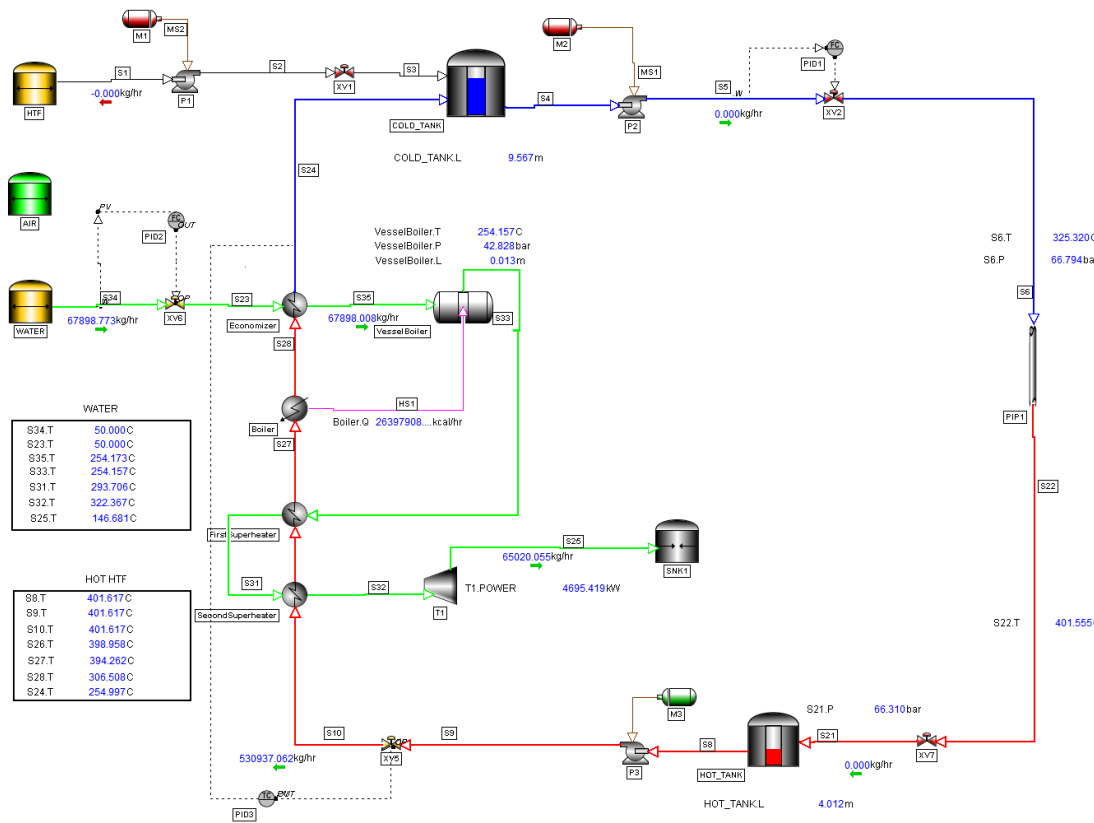 M1
MS2
M2
FC
PID1
S1
S2
S3
MS1
S5
W
HTF
-0.000kg/hr
P1
XV1
S4
P2
0.000kg/hr
XV2
COLD_TANK
COLD_TANK.L 9.567m
S24
PV
FC
OUT
AIR
PID2
VesselBoiler.T 254.157C
VesselBoiler.P 42.828bar
VesselBoiler.L 0.013m
S6.T 325.320C
S6.P 66.794bar
S6
S34
OP
S23
S35
WATER
67898.773kg/hr
XV6
Economizer
67898.008kg/hr
VesselBoiler
S33
S28
HS1
Boiler
Boiler.Q 26397908....kcal/hr
S27
PIP1
WATER
S34.T 50.000C
S23.T 50.000C
S35.T 254.173C
S33.T 254.157C
S31.T 293.706C
S32.T 322.367C
S25.T 146.681C
S22
FirstSuperheater
S25
65020.055kg/hr
SNK1
S31
S32
T1.POWER 4695.419kW
SecondSuperheater
T1
HOT HTF
S8.T 401.617C
S9.T 401.617C
S10.T 401.617C
S26.T 398.958C
S27.T 394.262C
S28.T 306.508C
S24.T 254.997C
S22.T 401.555C
M3
S21.P 66.310bar
S10
OP
S9
S8
S21
530937.062kg/hr
XV5
P3
HOT_TANK
0.000kg/hr
XV7
TC
PID3
HOT_TANK.L 4.012m